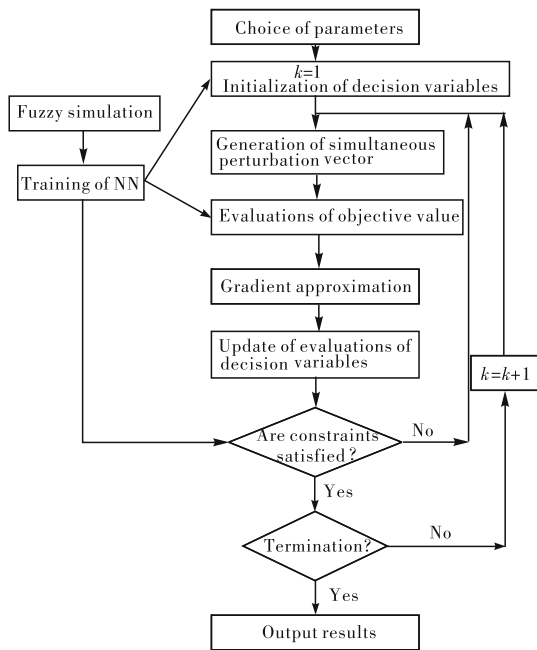 Choice of parameters
k=1
Initialization of decision variables
Fuzzy simulation
Generation of simultaneous
perturbation vector
Training of NN
Evaluations of objective value
Gradient approximation
Update of evaluations of
decision variables
k=k+1
Are constraints
satisfied?
No
Yes
Termination?
No
Yes
Output results